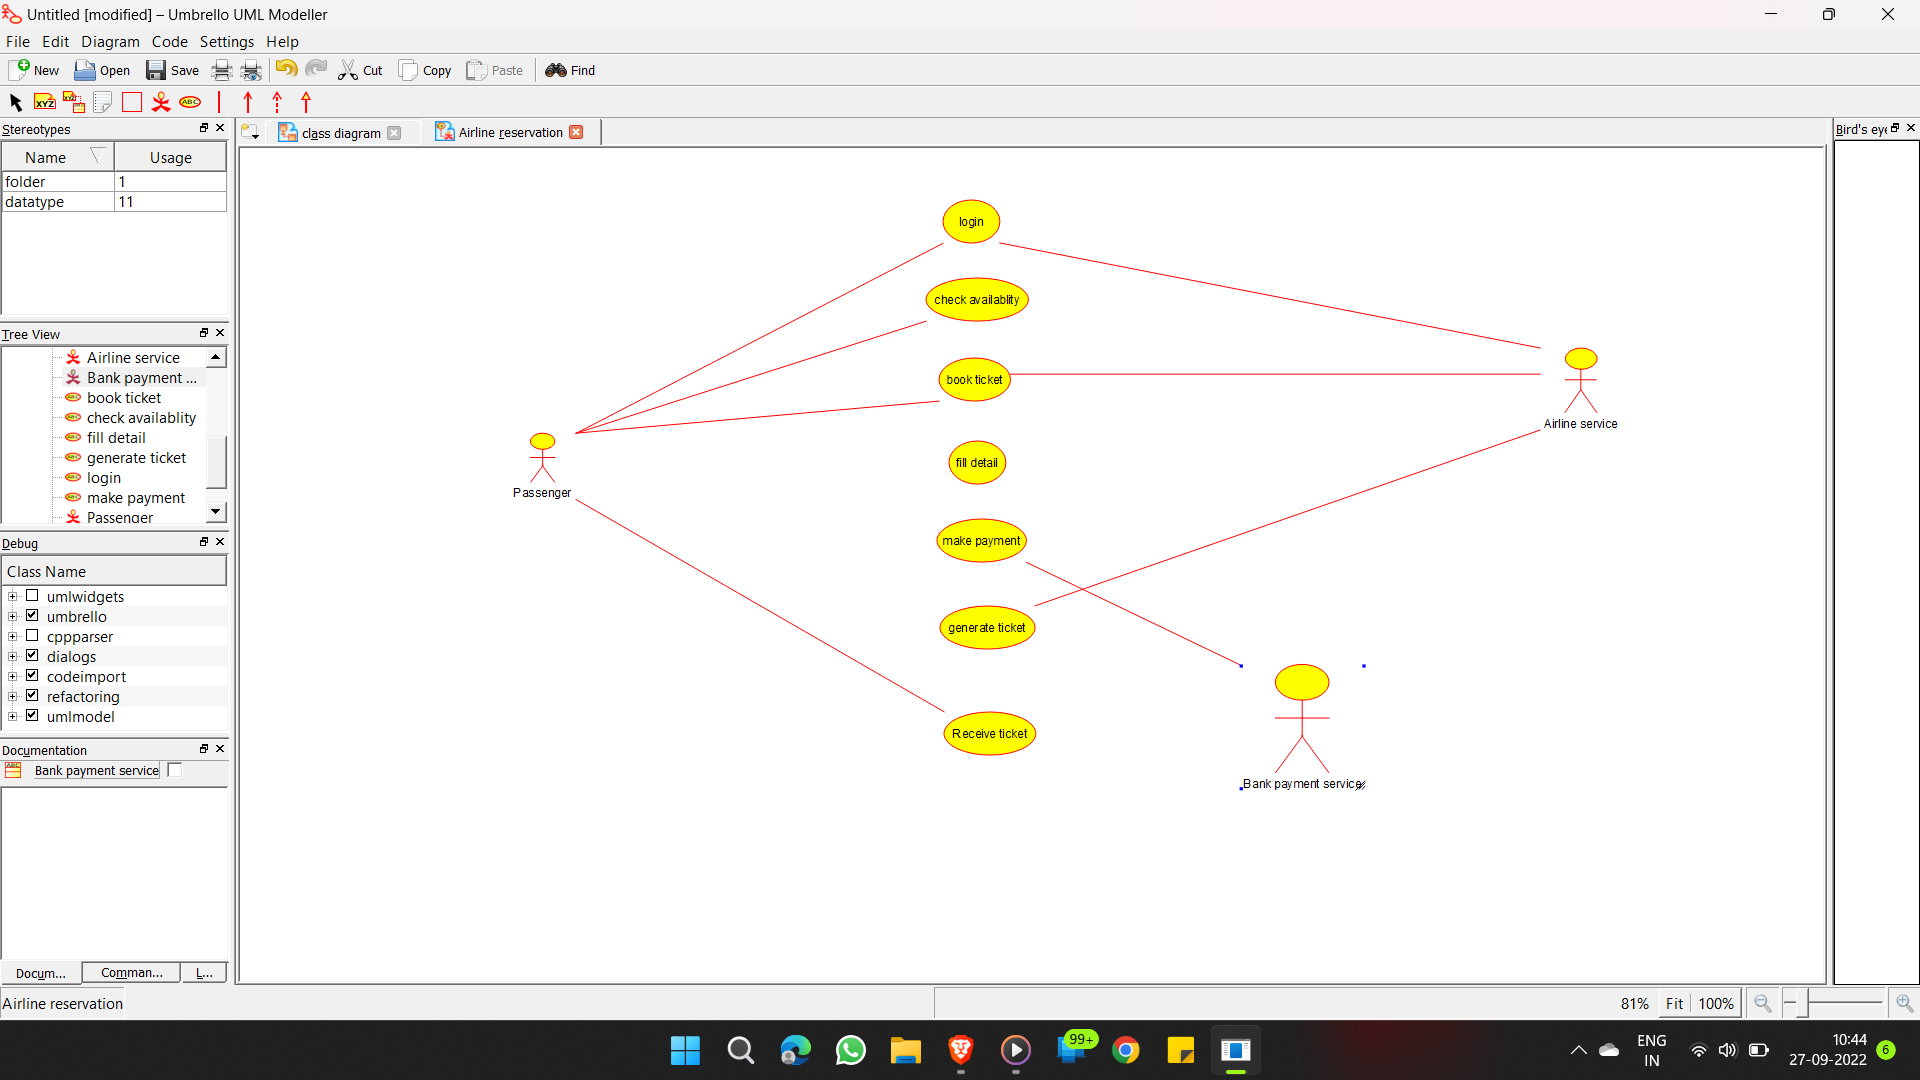 Untitled [modified] – Umbrello UML Modeller
File Edit Diagram Code Settings Help
New Open Save Cut Copy Paste Find
XYZ XYZ ABC
Stereotypes
Name Usage
folder 1
datatype 11
Tree View
Airline service
Bank payment ...
book ticket
check availablity
fill detail
generate ticket
login
make payment
Passenger
Debug
Class Name
umlwidgets
umbrello
cppparser
dialogs
codeimport
refactoring
umlmodel
Documentation
Bank payment service
Docum... Comman... L...
class diagram Airline reservation
login
check availablity
book ticket
fill detail
make payment
generate ticket
Receive ticket
Passenger
Airline service
Bank payment service
Bird's eye
Airline reservation
81% Fit 100%
99+
ENG
IN
10:44
27-09-2022
6